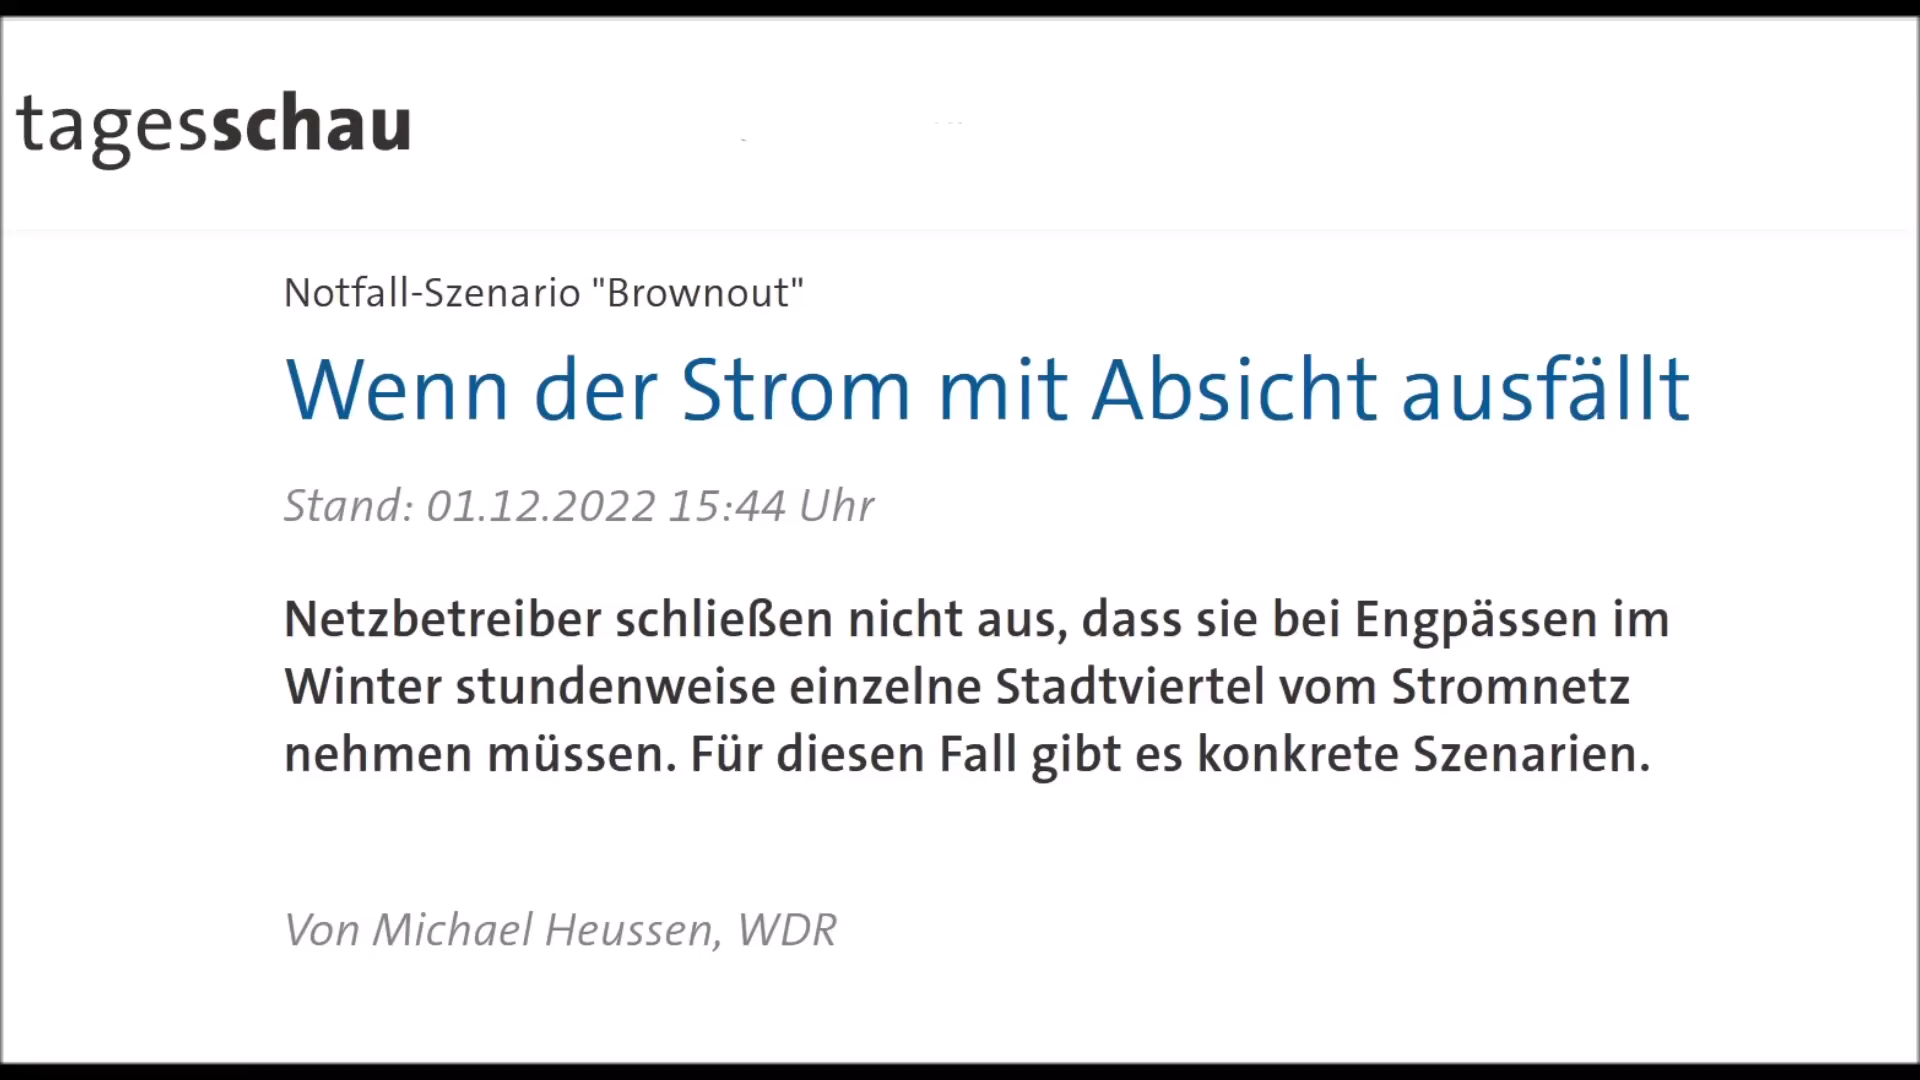 tagesschau
Notfall-Szenario "Brownout"
Wenn der Strom mit Absicht ausfällt
Stand: 01.12.2022 15:44 Uhr
Netzbetreiber schließen nicht aus, dass sie bei Engpässen im
Winter stundenweise einzelne Stadtviertel vom Stromnetz
nehmen müssen. Für diesen Fall gibt es konkrete Szenarien.
Von Michael Heussen, WDR